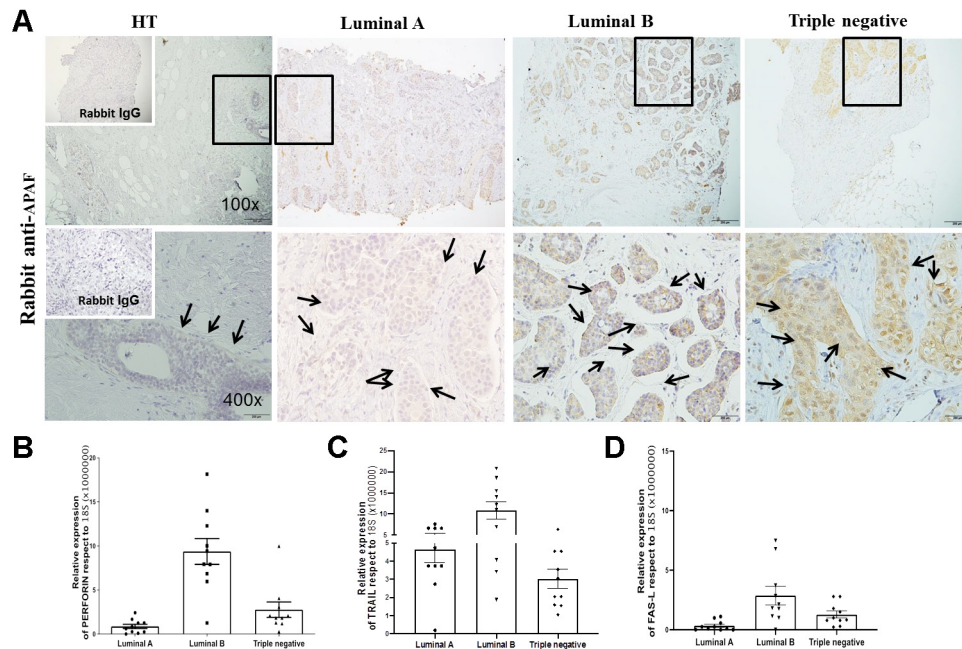 A
HT
Luminal A
Luminal B
Triple negative
Rabbit anti-APAF
Rabbit IgG
100x
Rabbit IgG
400x
B
Relative expression
of PERFORIN respect to 18S (×1000000)
20
15
10
5
0
Luminal A
Luminal B
Triple negative
C
Relative expression
of TRAIL respect to 18S (x1000000)
25
20
15
10
5
4
3
2
1
0
Luminal A
Luminal B
Triple negative
D
Relative expression
of FAS-L respect to 18S (×1000000)
15
10
5
0
Luminal A
Luminal B
Triple negative